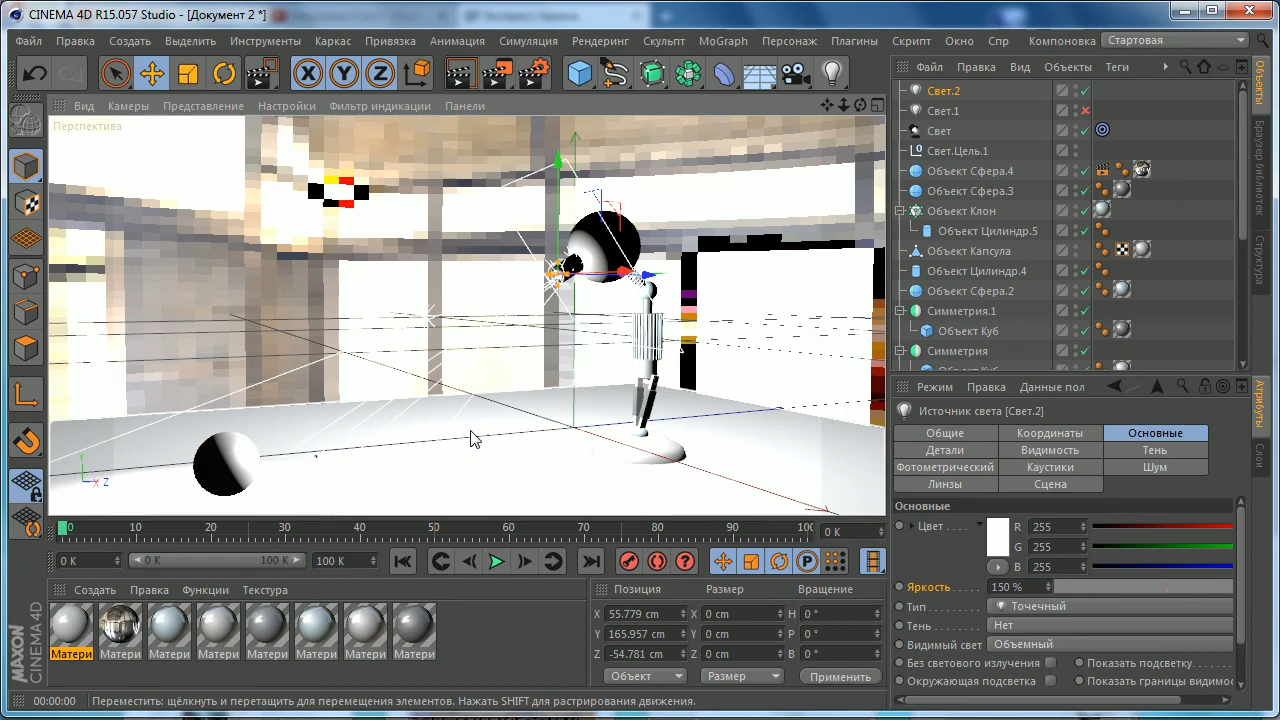 CINEMA 4D R15.057 Studio - [Документ 2 *]
Файл Правка Создать Выделить Инструменты Каркас Привязка Анимация Симуляция Рендеринг Скульпт MoGraph Персонаж Плагины Скрипт Окно Спр Компоновка Стартовая
X Y Z
Вид Камеры Представление Настройки Фильтр индикации Панели
Перспектива
Y
X Z
0 10 20 30 40 50 60 70 80 90 100 0 K
0 K 0 K 100 K 100 K P
Создать Правка Функции Текстура
Матери Матери Матери Матери Матери Матери Матери Матери
Позиция Размер Вращение
X 55.779 cm X 0 cm H 0 °
Y 165.957 cm Y 0 cm P 0 °
Z -54.781 cm Z 0 cm B 0 °
Объект Размер Применить
MAXON CINEMA 4D
00:00:00 Переместить: щёлкнуть и перетащить для перемещения элементов. Нажать SHIFT для растрирования движения.
Файл Правка Вид Объекты Теги
Свет.2
Свет.1
Свет
Свет.Цель.1
Объект Сфера.4
Объект Сфера.3
Объект Клон
Объект Цилиндр.5
Объект Капсула
Объект Цилиндр.4
Объект Сфера.2
Симметрия.1
Объект Куб
Симметрия
Объект Куб
Объекты
Браузер библиотек
Структура
Режим Правка Данные пол
Источник света [Свет.2]
Общие Координаты Основные
Детали Видимость Тень
Фотометрический Каустики Шум
Линзы Сцена
Основные
Цвет . . . . R 255
G 255
B 255
Яркость . . . . 150 %
Тип . . . . . . . Точечный
Тень . . . . . . Нет
Видимый свет Объемный
Без светового излучения Показать подсветку. . . . . . .
Окружающая подсветка Показать границы видимос
Атрибуты
Слои